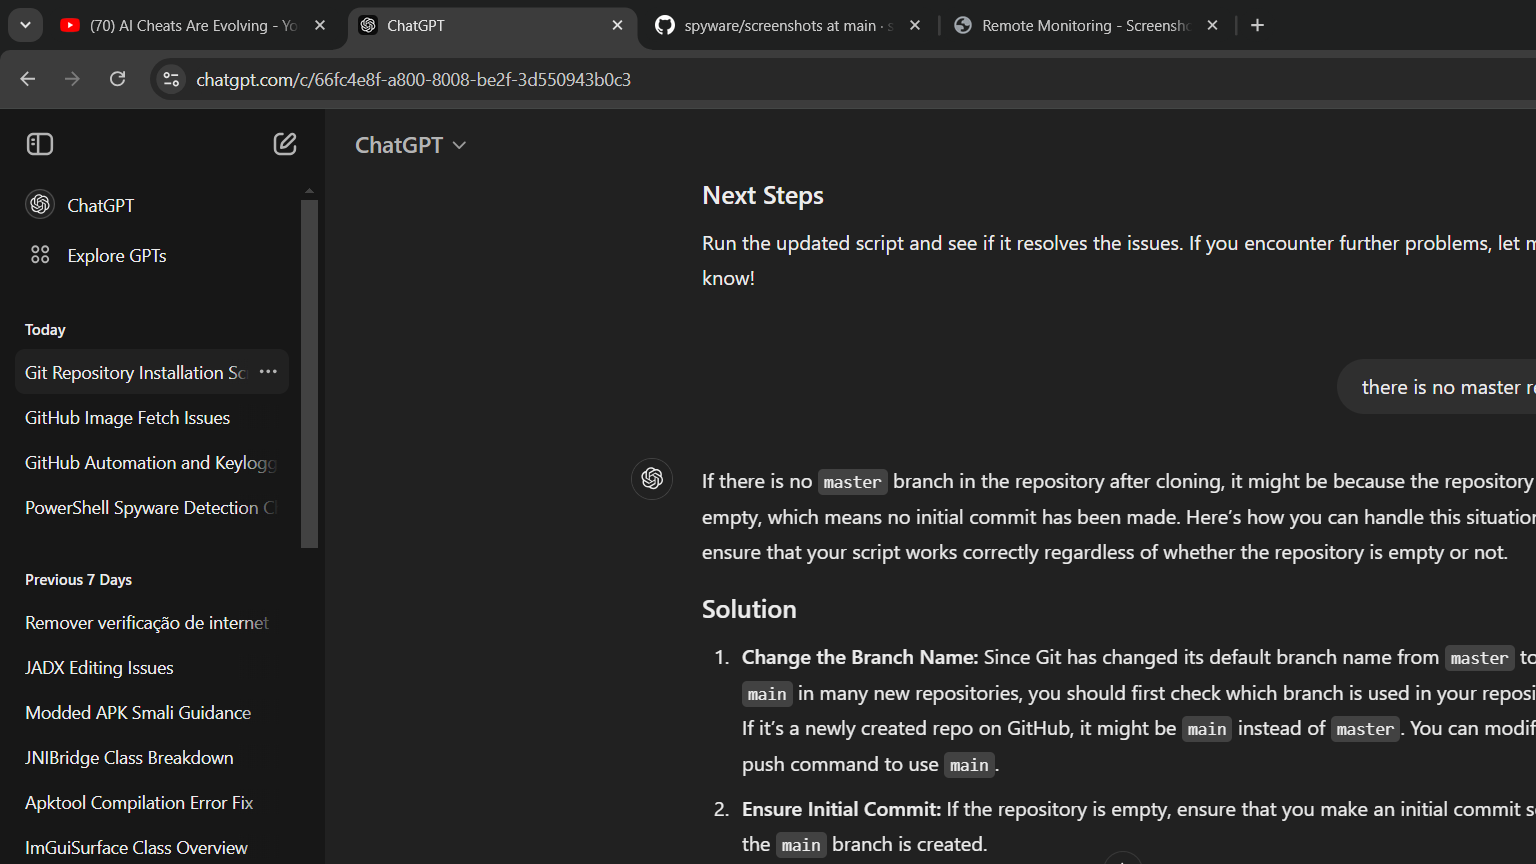 (70) AI Cheats Are Evolving - Yo
ChatGPT
spyware/screenshots at main · s
Remote Monitoring - Screensho
chatgpt.com/c/66fc4e8f-a800-8008-be2f-3d550943b0c3
ChatGPT
ChatGPT
Explore GPTs
Today
Git Repository Installation Scr
GitHub Image Fetch Issues
GitHub Automation and Keylogg
PowerShell Spyware Detection Cl
Previous 7 Days
Remover verificação de internet
JADX Editing Issues
Modded APK Smali Guidance
JNIBridge Class Breakdown
Apktool Compilation Error Fix
ImGuiSurface Class Overview
Next Steps
Run the updated script and see if it resolves the issues. If you encounter further problems, let m
know!
there is no master re
If there is no master branch in the repository after cloning, it might be because the repository
empty, which means no initial commit has been made. Here's how you can handle this situation
ensure that your script works correctly regardless of whether the repository is empty or not.
Solution
1. Change the Branch Name: Since Git has changed its default branch name from master to
main in many new repositories, you should first check which branch is used in your reposi
If it's a newly created repo on GitHub, it might be main instead of master. You can modif
push command to use main.
2. Ensure Initial Commit: If the repository is empty, ensure that you make an initial commit so
the main branch is created.